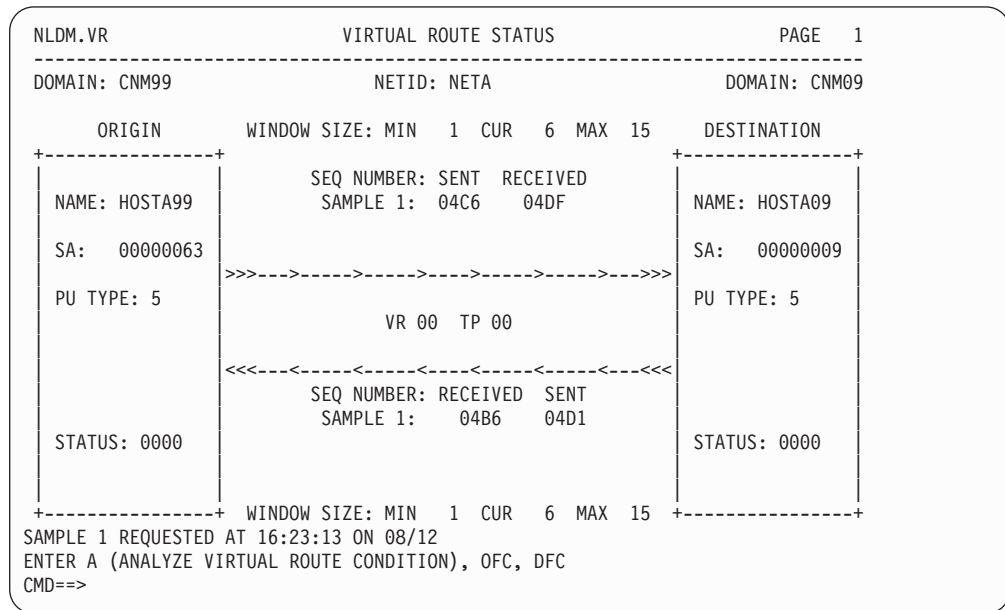 NLDM.VR VIRTUAL ROUTE STATUS PAGE 1
-------------------------------------------------------------------------------
DOMAIN: CNM99 NETID: NETA DOMAIN: CNM09
ORIGIN WINDOW SIZE: MIN 1 CUR 6 MAX 15 DESTINATION
+----------------+ +----------------+
SEQ NUMBER: SENT RECEIVED
NAME: HOSTA99 SAMPLE 1: 04C6 04DF NAME: HOSTA09
SA: 00000063 SA: 00000009
>>>--->----->----->---->----->----->--->>>
PU TYPE: 5 PU TYPE: 5
VR 00 TP 00
<<<---<-----<-----<----<-----<-----<---<<<
SEQ NUMBER: RECEIVED SENT
SAMPLE 1: 04B6 04D1
STATUS: 0000 STATUS: 0000
+----------------+ WINDOW SIZE: MIN 1 CUR 6 MAX 15 +----------------+
SAMPLE 1 REQUESTED AT 16:23:13 ON 08/12
ENTER A (ANALYZE VIRTUAL ROUTE CONDITION), OFC, DFC
CMD==>